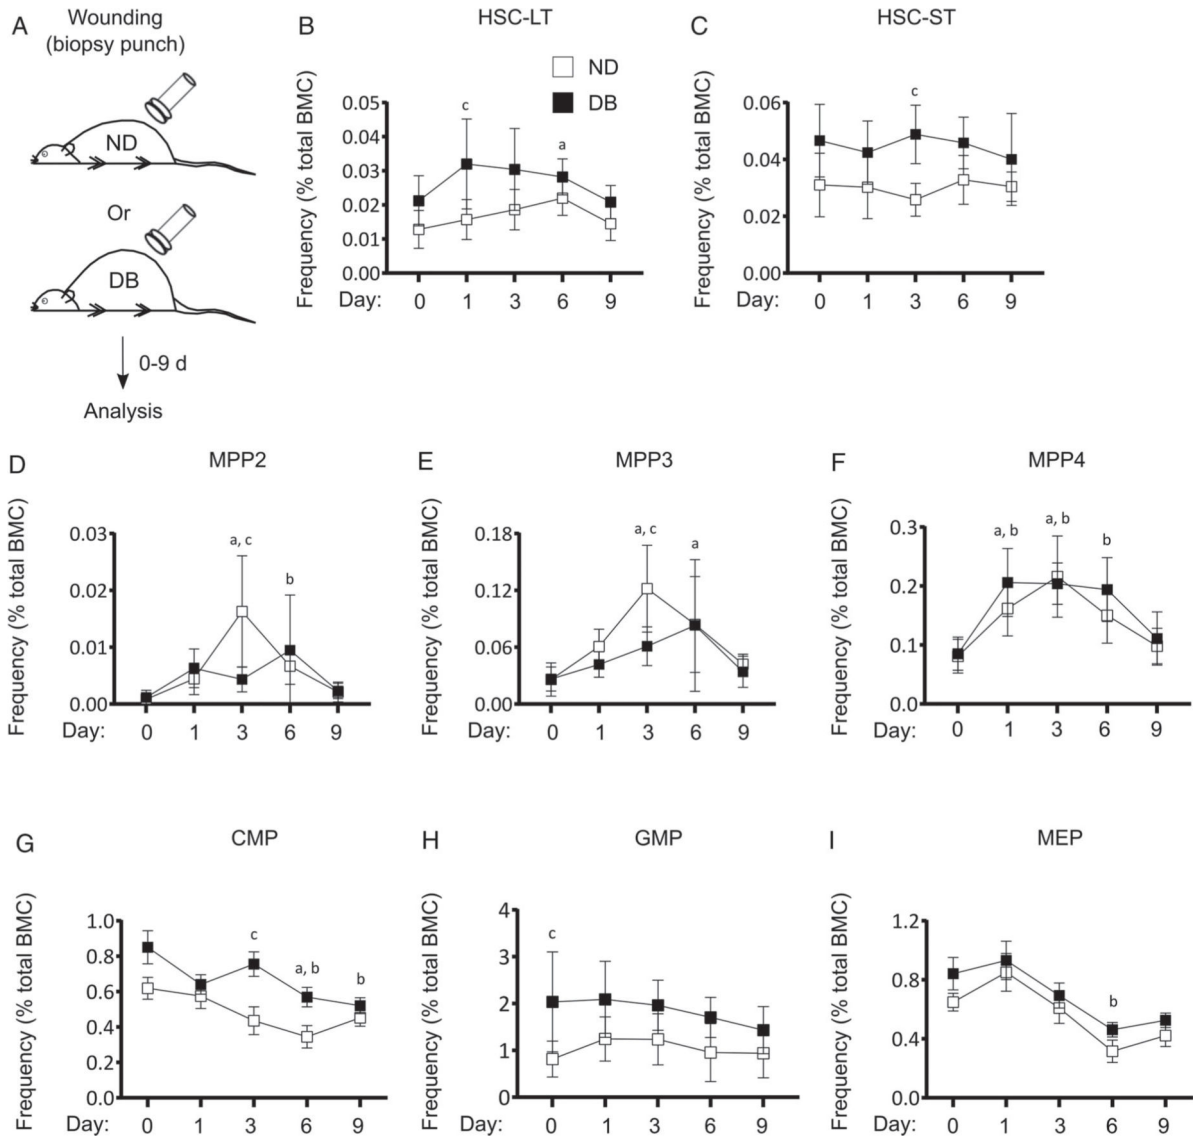 A
Wounding
(biopsy punch)
ND
Or
DB
0-9 d
Analysis
B
HSC-LT
ND
DB
Frequency (% total BMC)
0.05
0.04
0.03
0.02
0.01
0.00
c
a
Day: 0 1 3 6 9
C
HSC-ST
Frequency (% total BMC)
0.06
0.04
0.02
0.00
c
Day: 0 1 3 6 9
D
MPP2
Frequency (% total BMC)
0.03
0.02
0.01
0.00
a, c
b
Day: 0 1 3 6 9
E
MPP3
Frequency (% total BMC)
0.18
0.12
0.06
0.00
a, c
a
Day: 0 1 3 6 9
F
MPP4
Frequency (% total BMC)
0.3
0.2
0.1
0.0
a, b
a, b
b
Day: 0 1 3 6 9
G
CMP
Frequency (% total BMC)
1.0
0.8
0.6
0.4
0.2
0.0
c
a, b
b
Day: 0 1 3 6 9
H
GMP
Frequency (% total BMC)
4
3
2
1
0
c
Day: 0 1 3 6 9
I
MEP
Frequency (% total BMC)
1.2
0.8
0.4
0.0
b
Day: 0 1 3 6 9